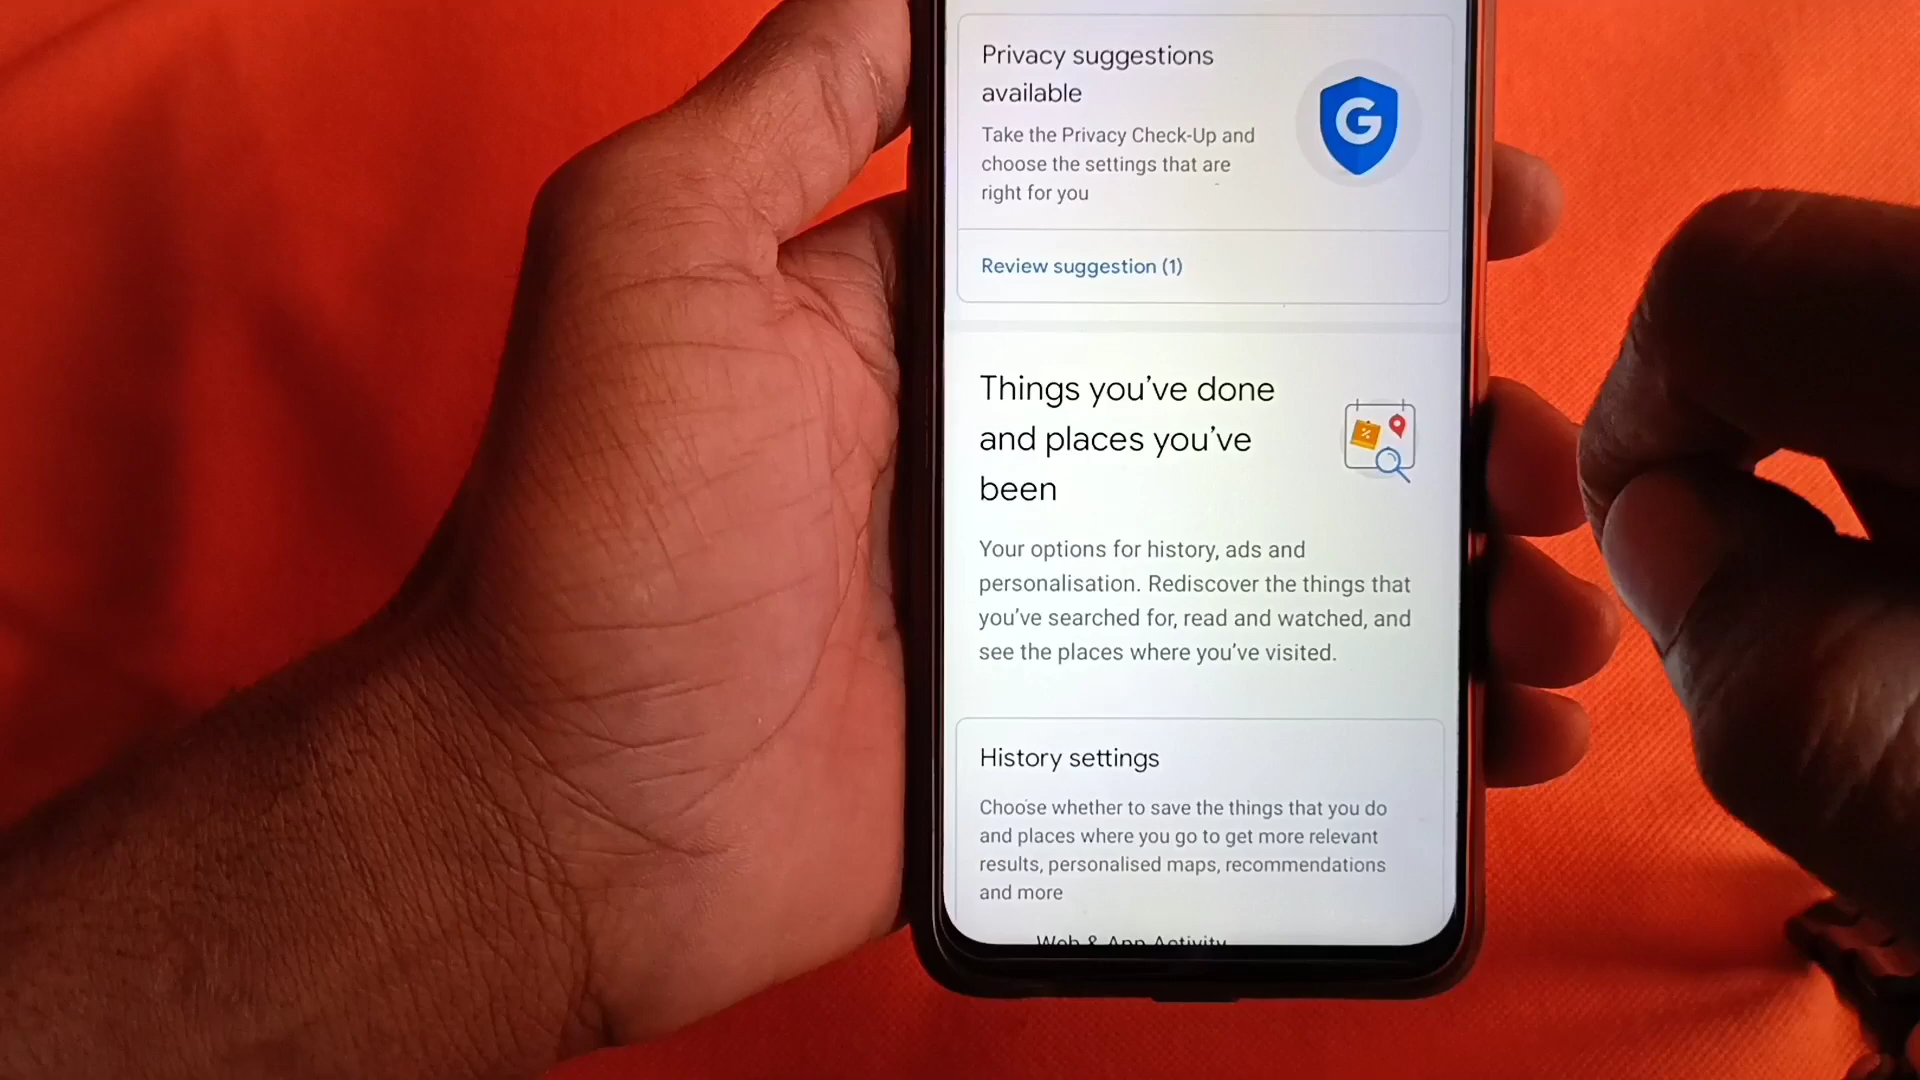 Privacy suggestions
available
Take the Privacy Check-Up and
choose the settings that are
right for you
G
Review suggestion (1)
Things you've done
and places you've
been
Your options for history, ads and
personalisation. Rediscover the things that
you've searched for, read and watched, and
see the places where you've visited.
History settings
Choose whether to save the things that you do
and places where you go to get more relevant
results, personalised maps, recommendations
and more
Web & App Activity